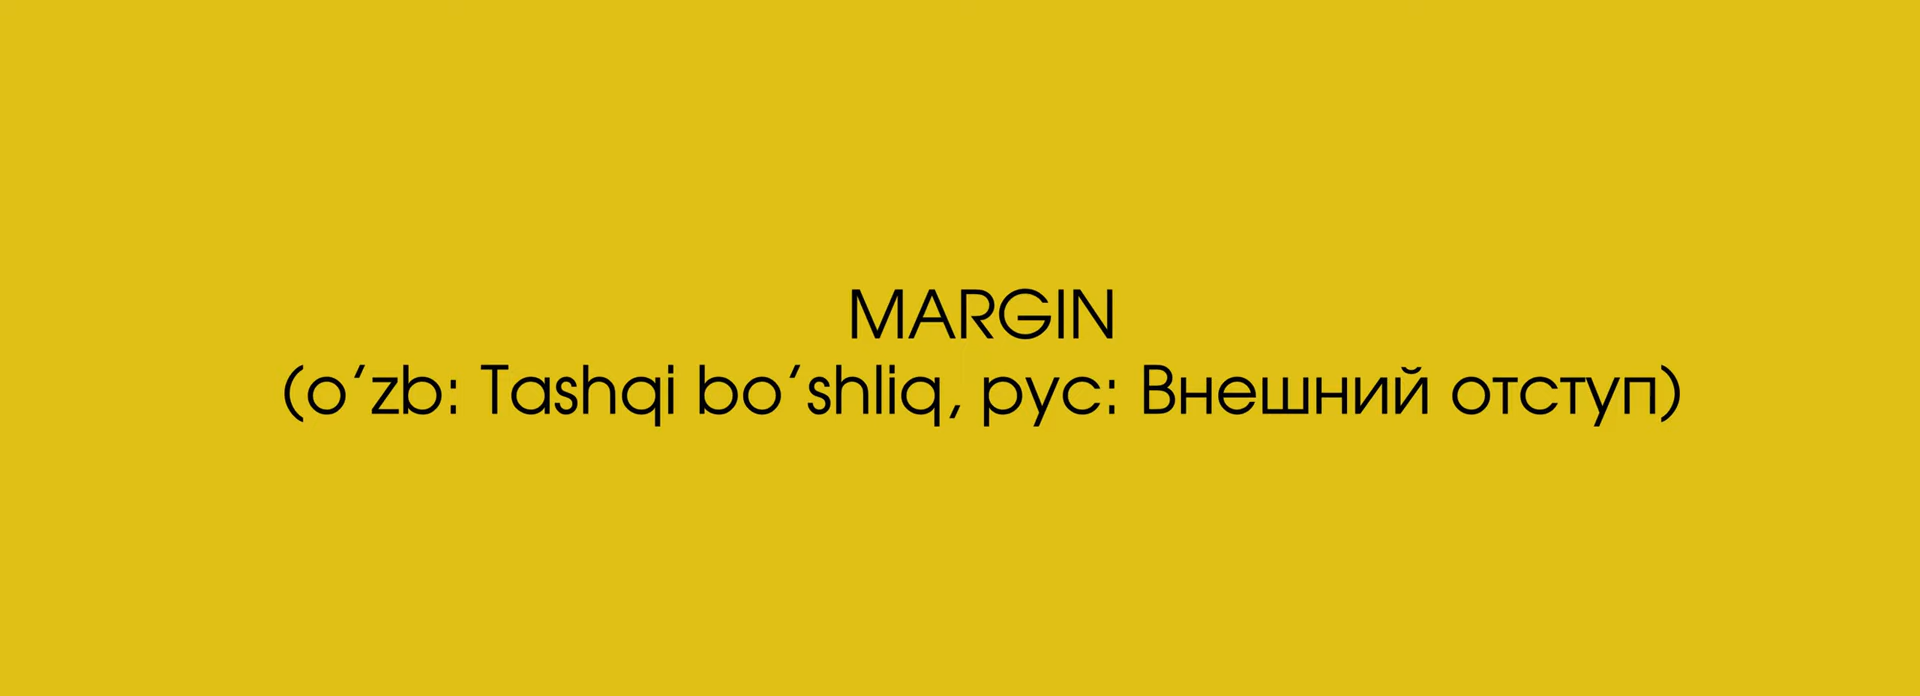 MARGIN
(o‘zb: Tashqi bo‘shliq, рус: Внешний отступ)